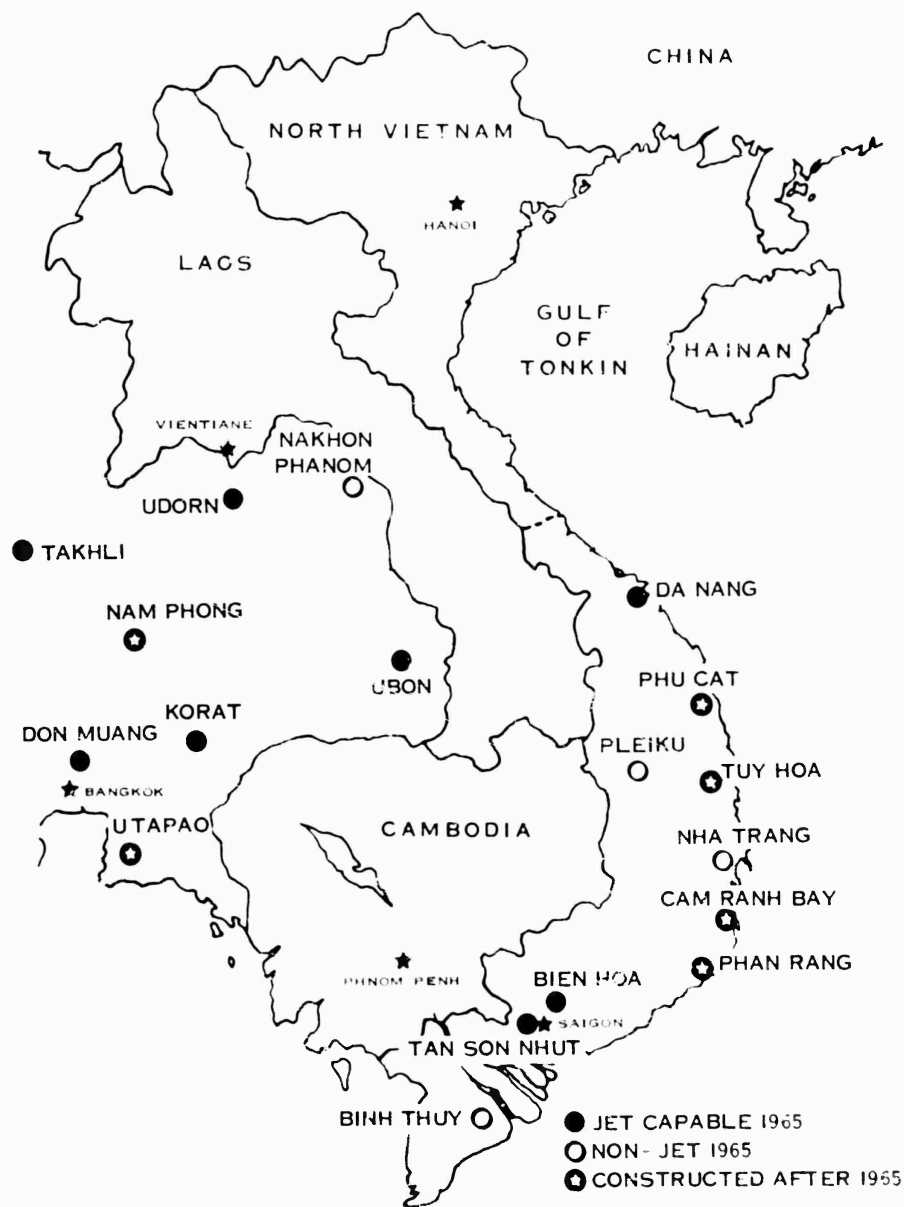 CHINA
NORTH VIETNAM
HANOI
LAOS
GULF
OF
TONKIN
HAINAN
VIENTIANE
NAKHON
PHANOM
UDORN
TAKHLI
DA NANG
NAM PHONG
UBON
PHU CAT
KORAT
DON MUANG
PLEIKU
TUY HOA
BANGKOK
UTAPAO
CAMBODIA
NHA TRANG
CAM RANH BAY
PHAN RANG
PHNOM PENH
BIEN HOA
SAIGON
TAN SON NHUT
BINH THUY
JET CAPABLE 1965
NON-JET 1965
CONSTRUCTED AFTER 1965